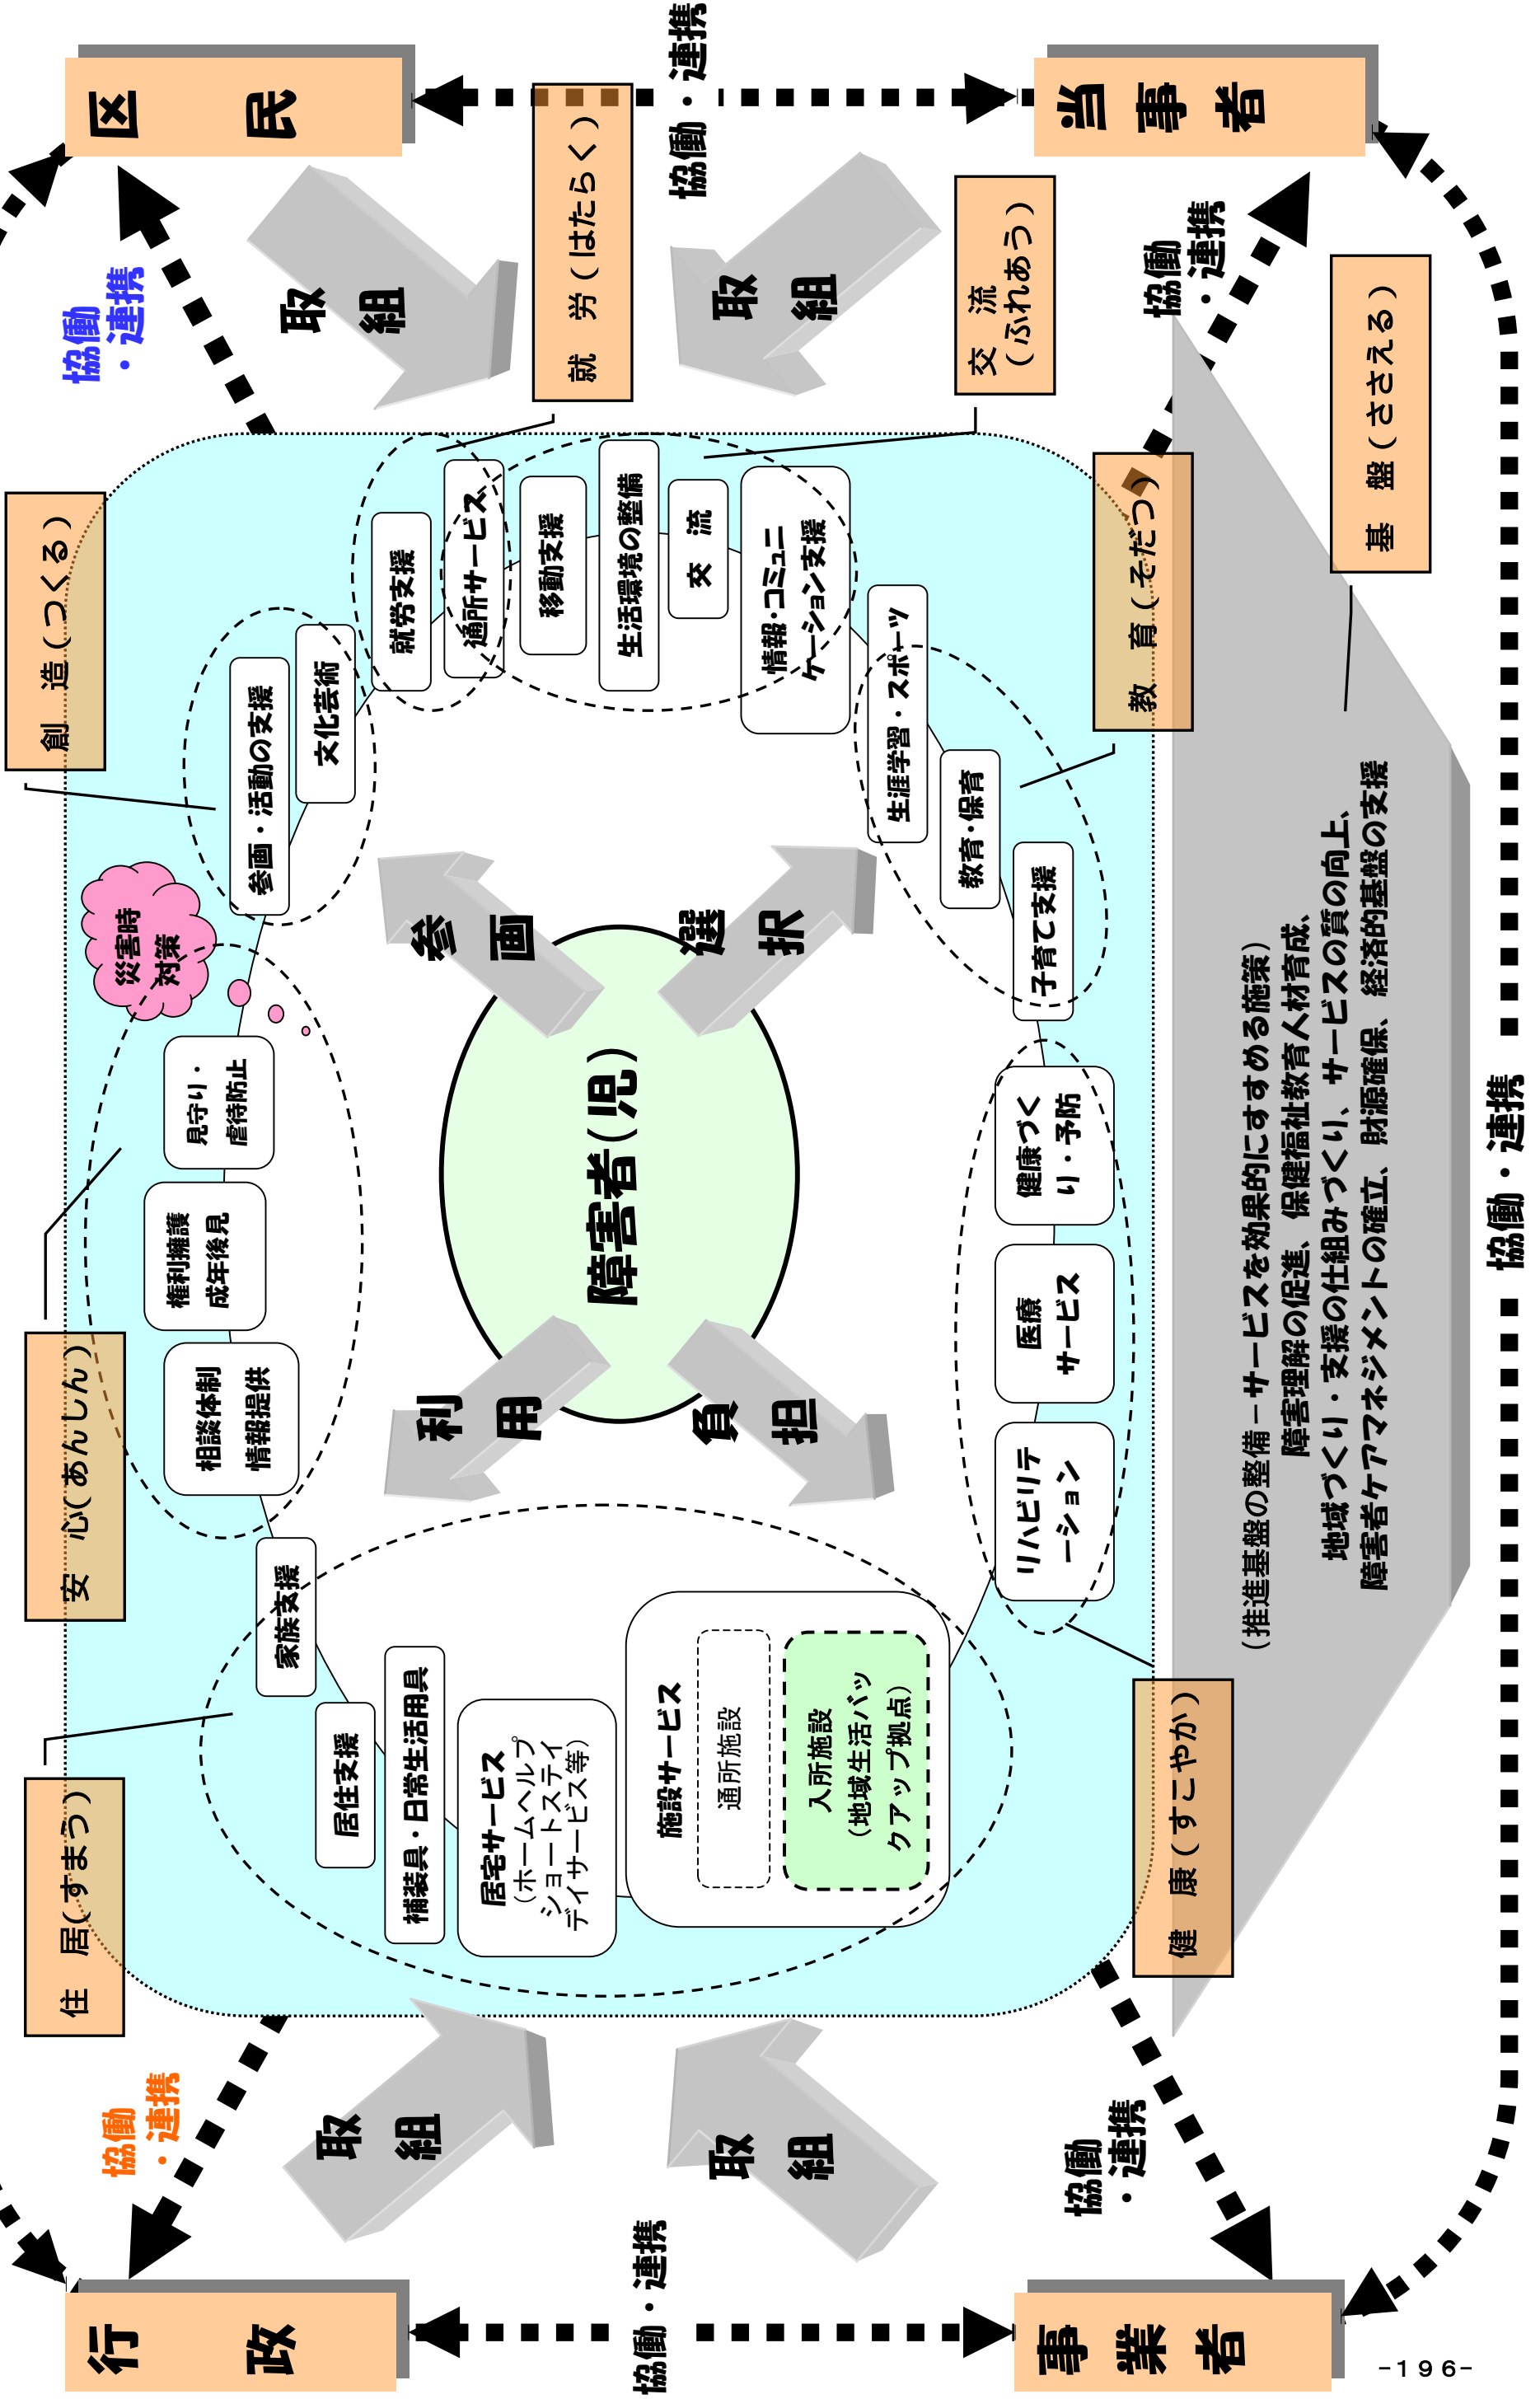 協働・連携
行　政
区　民
協働
・連携
協働
・連携
住　居（すまう）
安　心（あんしん）
創　造（つくる）
災害時
対策
相談体制
情報提供
権利擁護
成年後見
見守り・
虐待防止
参画・活動の支援
文化芸術
家族支援
居住支援
補装具・日常生活用具
居宅サービス
（ホームヘルプ
ショートステイ
デイサービス等）
施設サービス
通所施設
入所施設
（地域生活バッ
クアップ拠点）
取
組
取
組
取
組
取
組
利
用
参
画
負
担
選
択
障害者（児）
就労支援
通所サービス
移動支援
生活環境の整備
交　流
情報・コミュニ
ケーション支援
生涯学習・スポーツ
教育・保育
子育て支援
就　労（はたらく）
交　流
（ふれあう）
協働・連携
協働・連携
リハビリテ
ーション
医療
サービス
健康づく
り・予防
健　康（すこやか）
教　育（そだつ）
基　盤（ささえる）
協働
・連携
協働
・連携
事業者
当事者
（推進基盤の整備－サービスを効果的にすすめる施策）
障害理解の促進、保健福祉教育人材育成、
地域づくり・支援の仕組みづくり、サービスの質の向上、
障害者ケアマネジメントの確立、財源確保、経済的基盤の支援
-１９６-